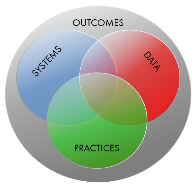 OUTCOMES
SYSTEMS
DATA
PRACTICES